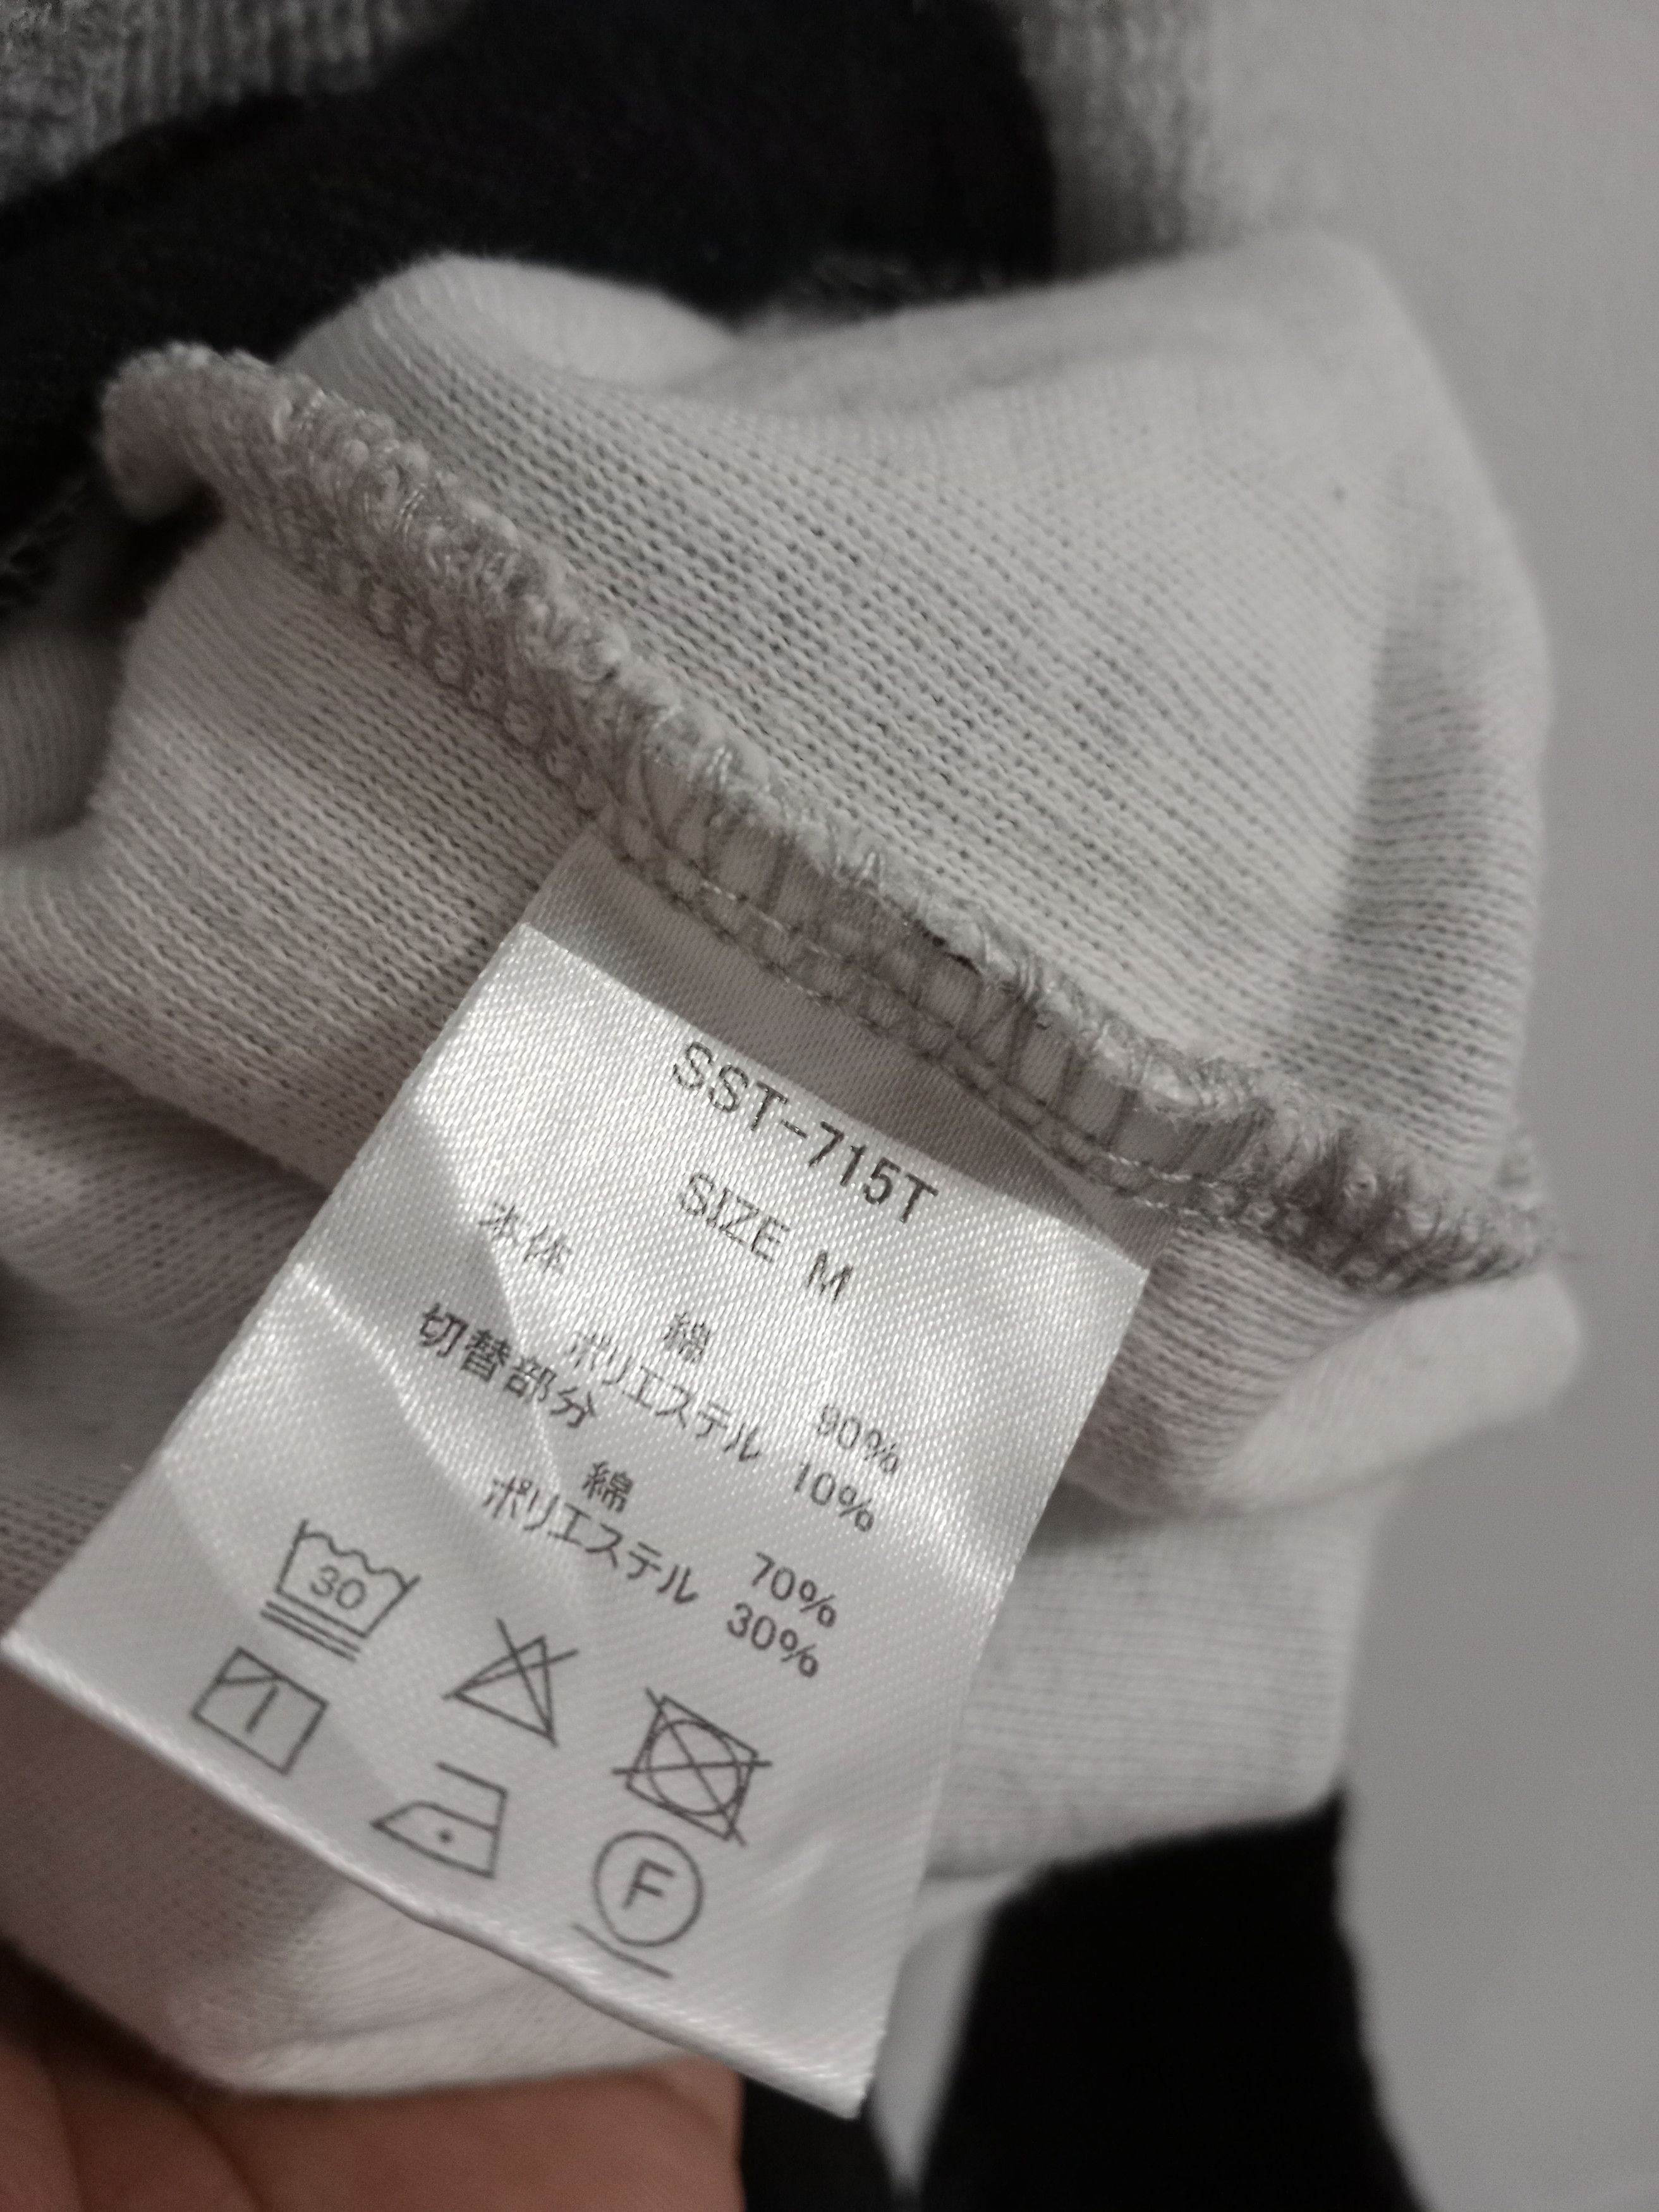 SST-715T
SIZE M
本体
綿 90%
ポリエステル 10%
切替部分
綿 70%
ポリエステル 30%
30
F